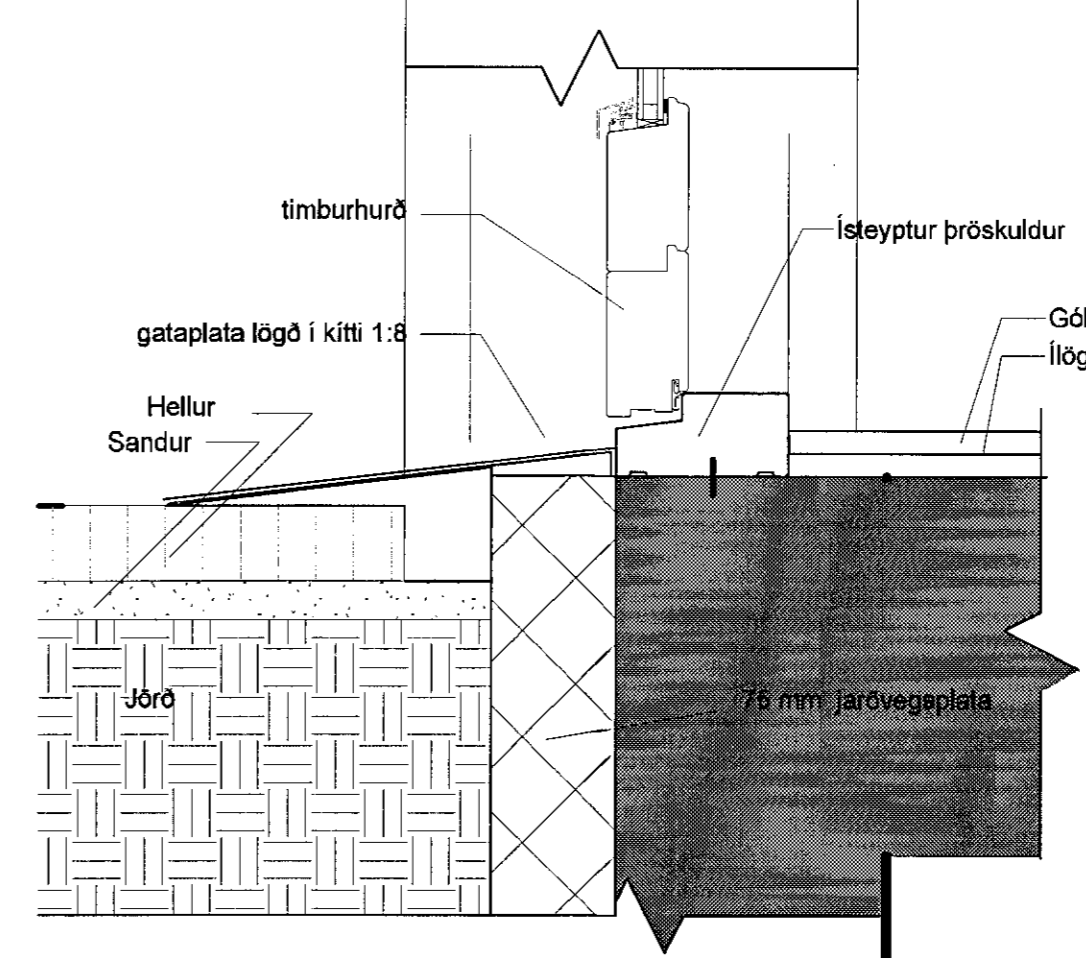 timburhurð
Ísteyptur þröskuldur
gataplata lögð í kítti 1:8
Hellur
Sandur
Jörð
75 mm jarðvegsplata